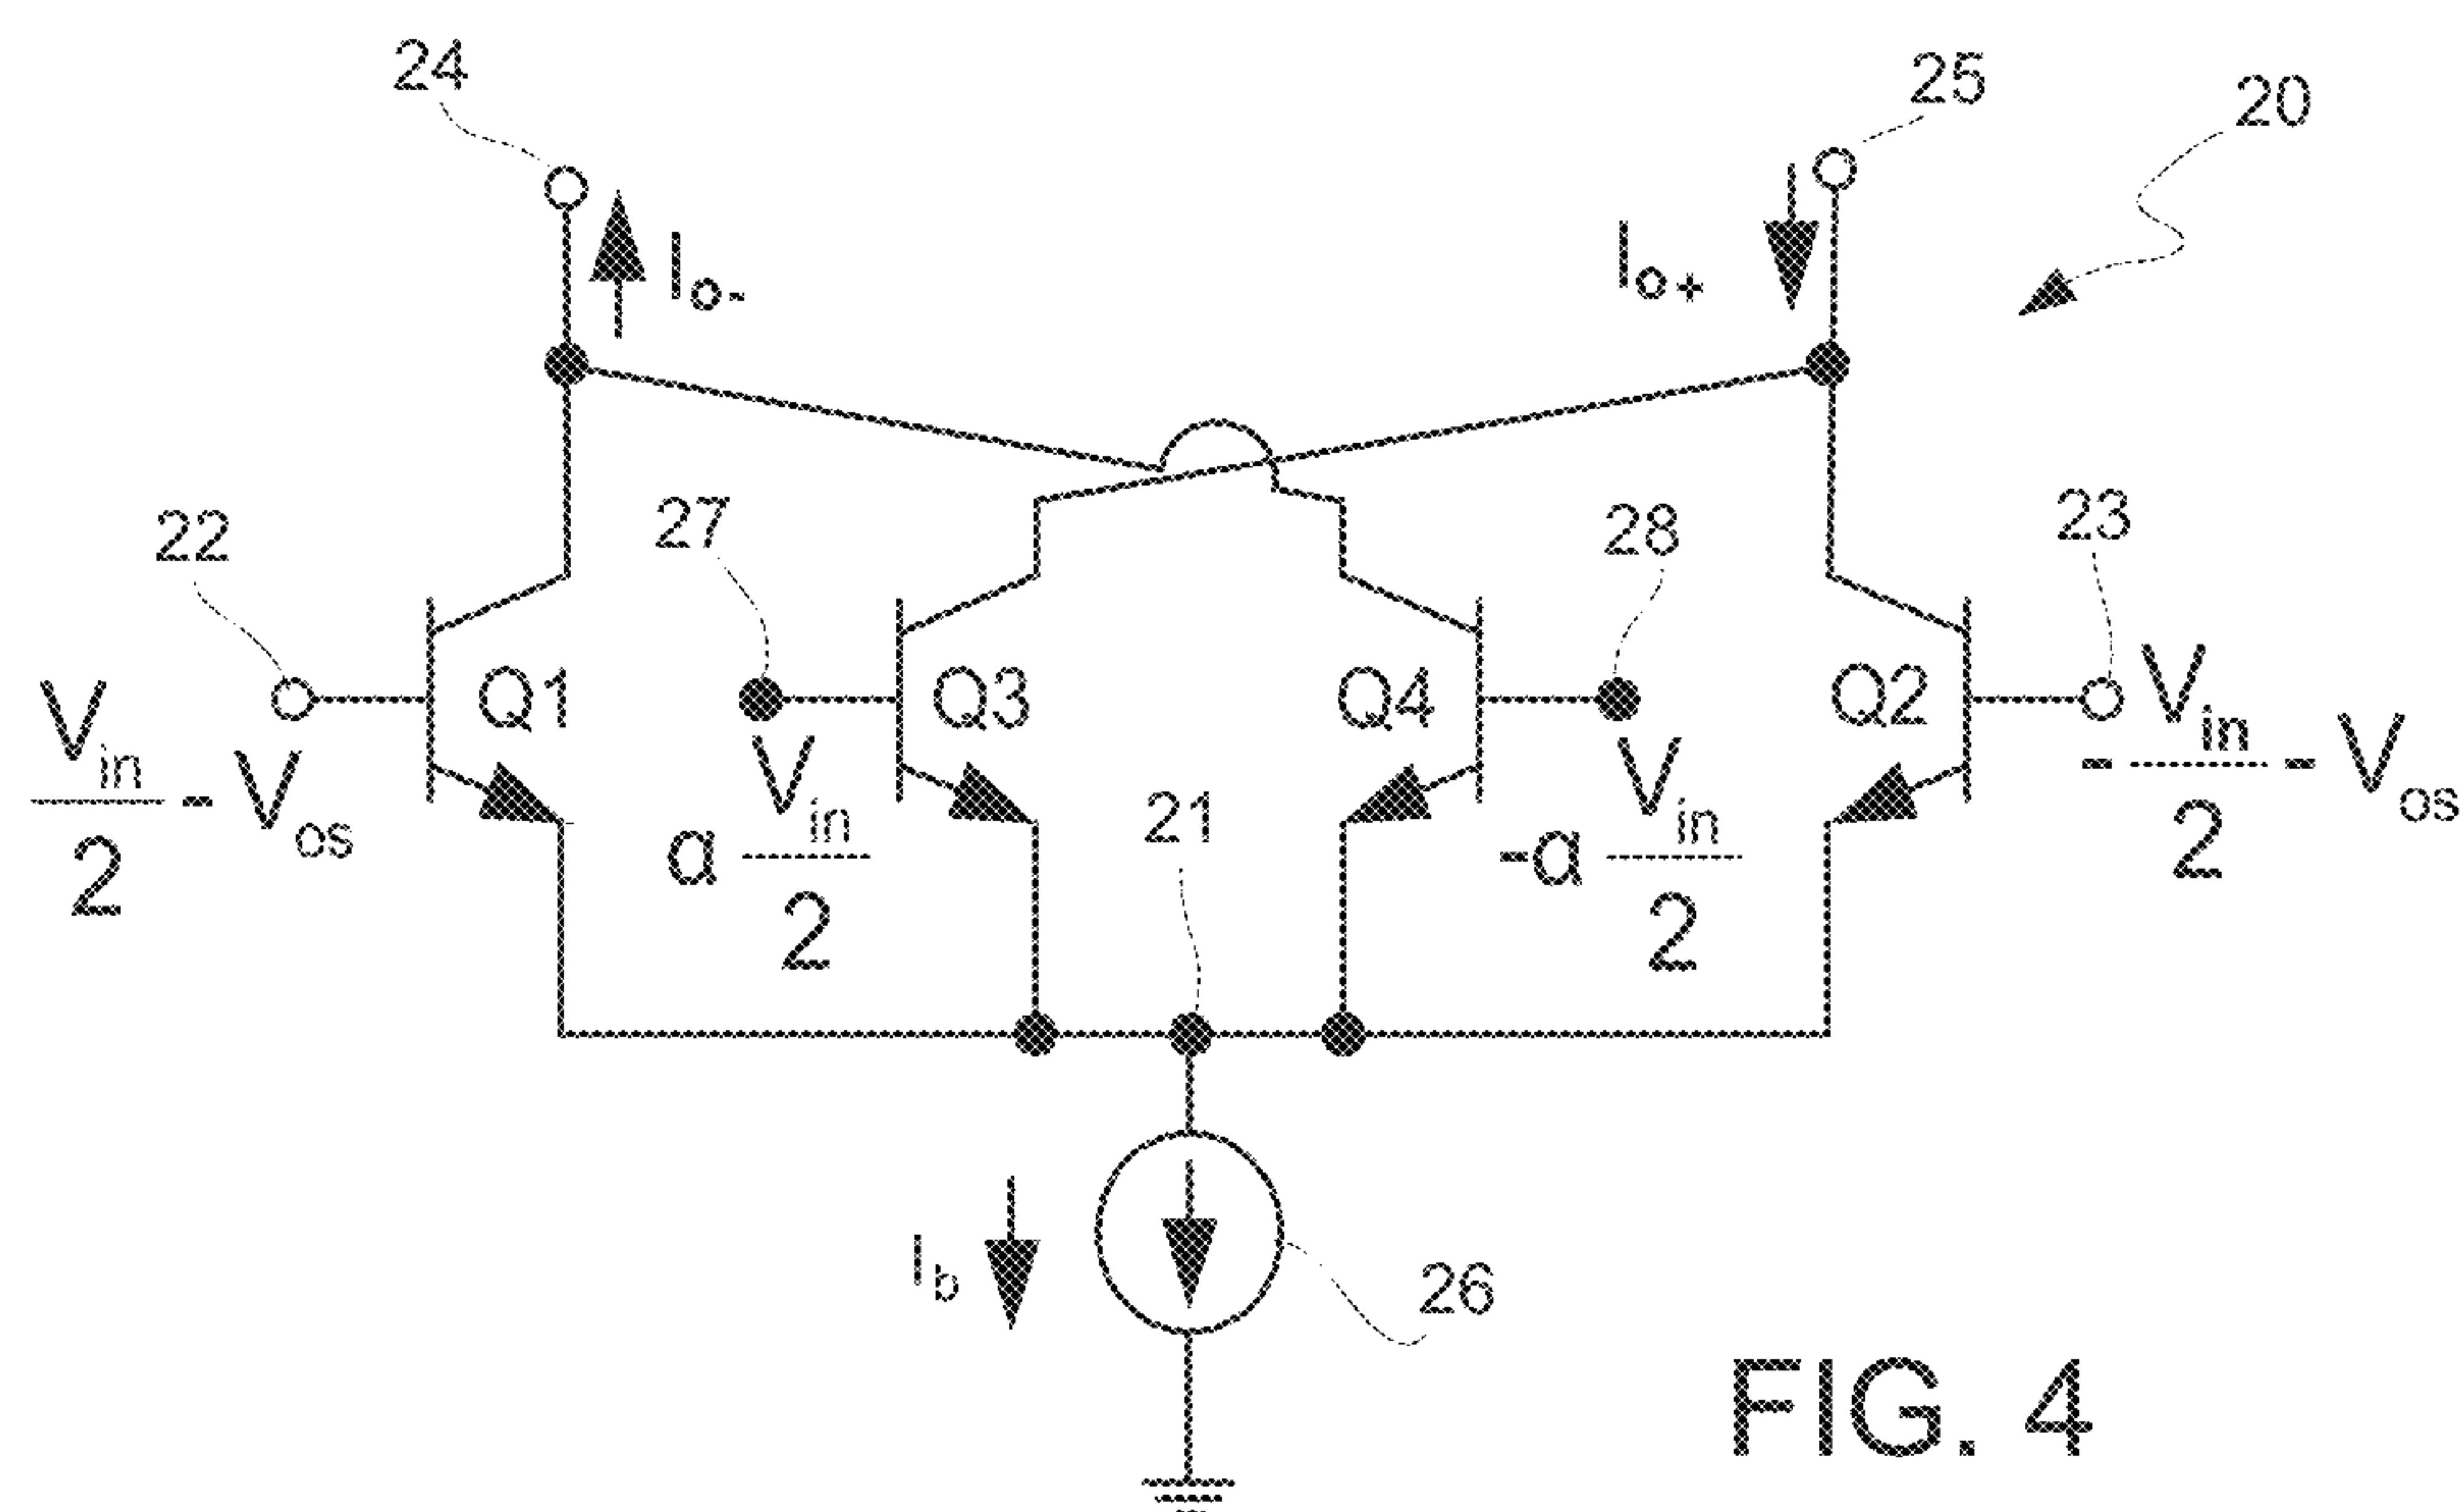 24
25
20
Io-
Io+
22
27
28
23
Q1
Q3
Q4
Q2
Vin/2 - Vos
α Vin/2
21
-α Vin/2
- Vin/2 - Vos
Ib
26
FIG. 4